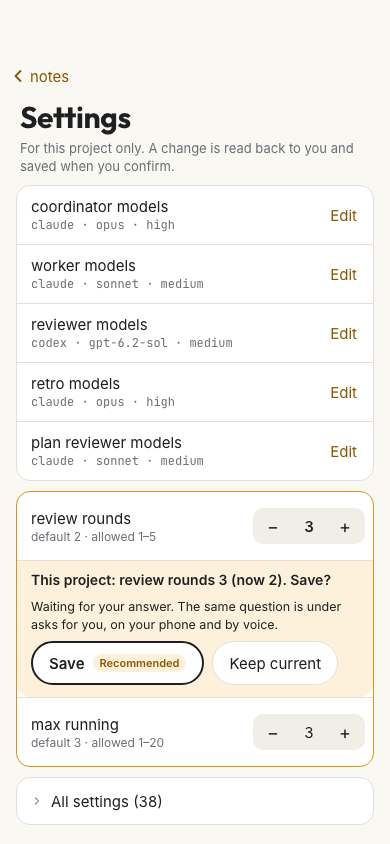 notes
Settings
For this project only. A change is read back to you and
saved when you confirm.
coordinator models
claude · opus · high
Edit
worker models
claude · sonnet · medium
Edit
reviewer models
codex · gpt-6.2-sol · medium
Edit
retro models
claude · opus · high
Edit
plan reviewer models
claude · sonnet · medium
Edit
review rounds
default 2 · allowed 1–5
− 3 +
This project: review rounds 3 (now 2). Save?
Waiting for your answer. The same question is under
asks for you, on your phone and by voice.
Save Recommended
Keep current
max running
default 3 · allowed 1–20
− 3 +
All settings (38)